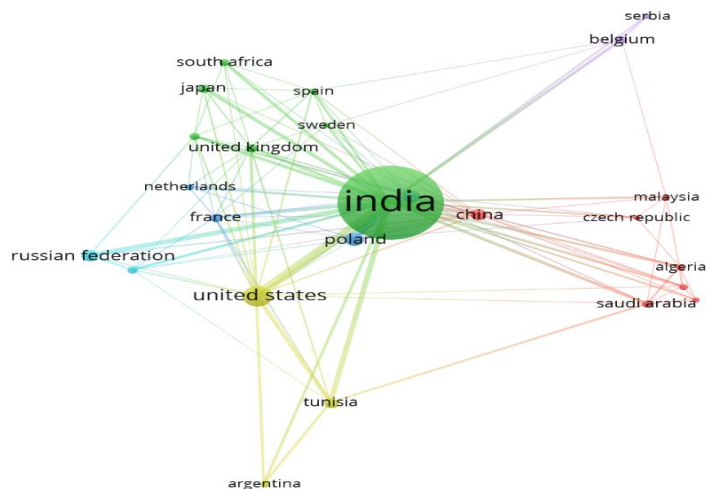 serbia
belgium
south africa
japan
spain
sweden
united kingdom
netherlands
india
malaysia
france
china
czech republic
poland
russian federation
algeria
united states
saudi arabia
tunisia
argentina